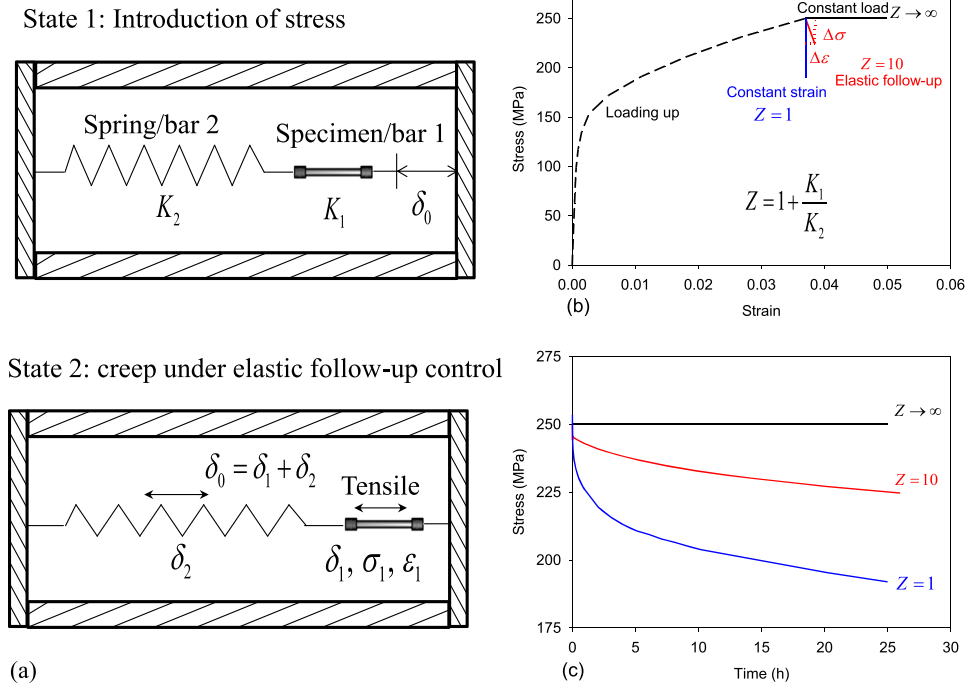 State 1: Introduction of stress
Spring/bar 2
Specimen/bar 1
K₂
K₁
δ₀
State 2: creep under elastic follow-up control
δ₀ = δ₁ + δ₂
Tensile
δ₂
δ₁, σ₁, ε₁
(a)
Stress (MPa)
250
200
150
100
50
0
0.00 0.01 0.02 0.03 0.04 0.05 0.06
Strain
(b)
Constant load
Z → ∞
Δσ
Δε
Z = 10
Elastic follow-up
Constant strain
Z = 1
Loading up
Z = 1 + K₁/K₂
Stress (MPa)
275
250
225
200
175
0 5 10 15 20 25 30
Time (h)
(c)
Z → ∞
Z = 10
Z = 1